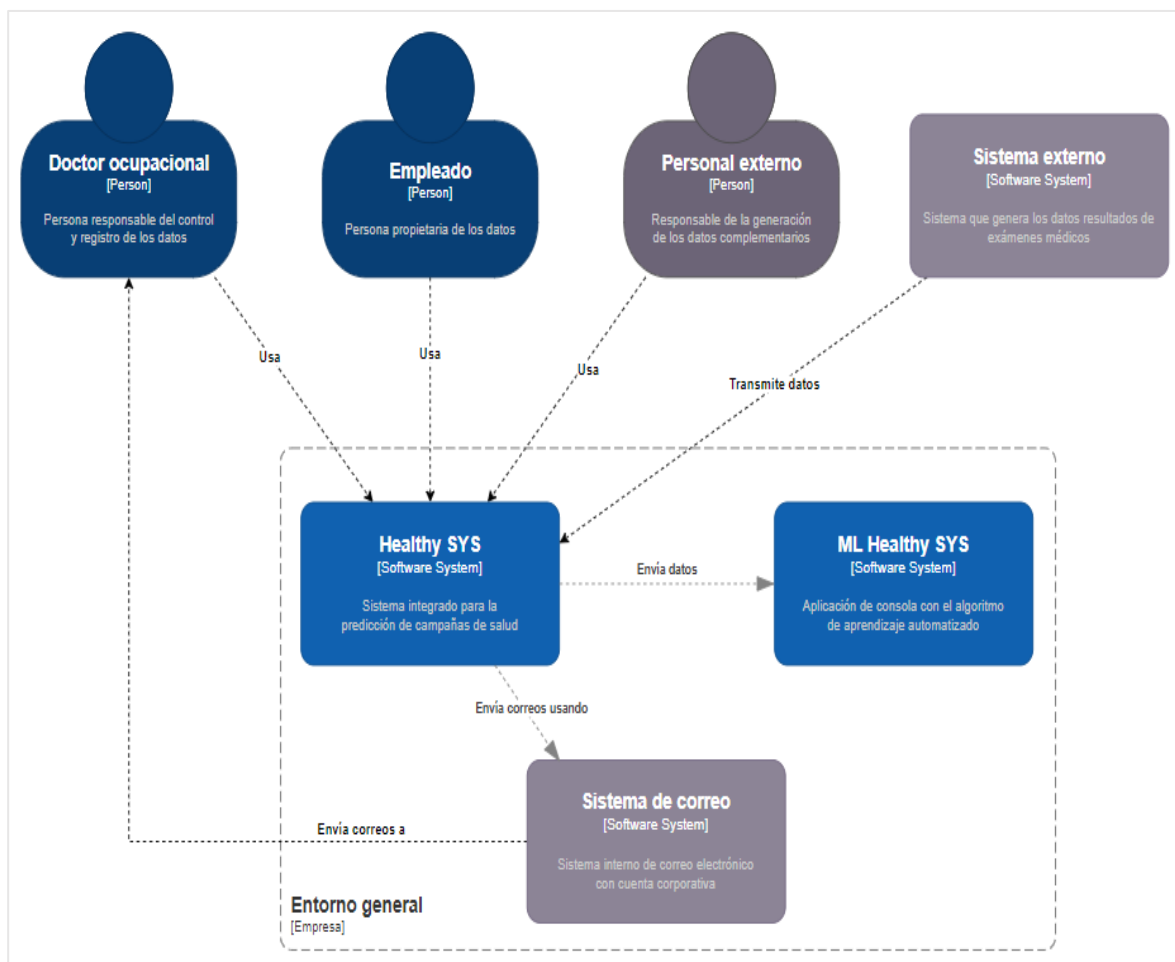 Doctor ocupacional
[Person]
Persona responsable del control
y registro de los datos
Empleado
[Person]
Persona propietaria de los datos
Personal externo
[Person]
Responsable de la generación
de los datos complementarios
Sistema externo
[Software System]
Sistema que genera los datos resultados de
exámenes médicos
Usa
Usa
Usa
Transmite datos
Healthy SYS
[Software System]
Sistema integrado para la
predicción de campañas de salud
Envía datos
ML Healthy SYS
[Software System]
Aplicación de consola con el algoritmo
de aprendizaje automatizado
Envía correos usando
Sistema de correo
[Software System]
Sistema interno de correo electrónico
con cuenta corporativa
Envía correos a
Entorno general
[Empresa]